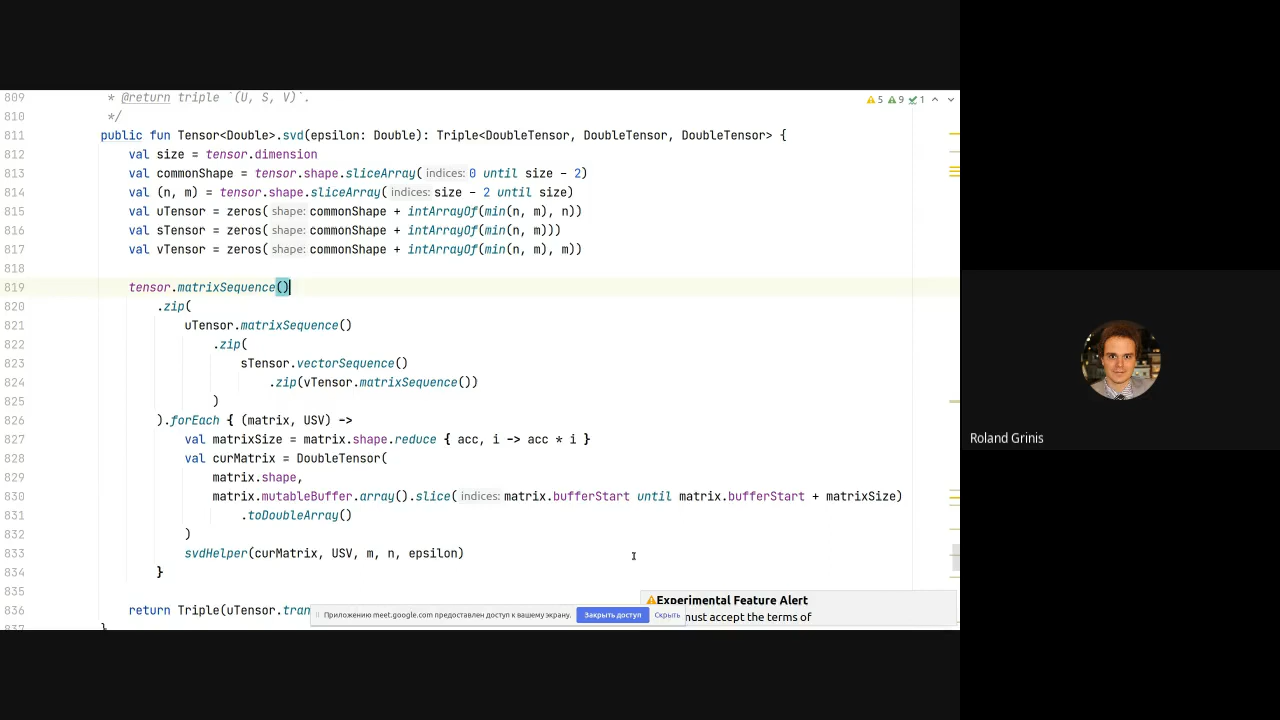 809 * @return triple `(U, S, V)`.
810 */
811 public fun Tensor<Double>.svd(epsilon: Double): Triple<DoubleTensor, DoubleTensor, DoubleTensor> {
812 val size = tensor.dimension
813 val commonShape = tensor.shape.sliceArray( indices: 0 until size - 2)
814 val (n, m) = tensor.shape.sliceArray( indices: size - 2 until size)
815 val uTensor = zeros( shape: commonShape + intArrayOf(min(n, m), n))
816 val sTensor = zeros( shape: commonShape + intArrayOf(min(n, m)))
817 val vTensor = zeros( shape: commonShape + intArrayOf(min(n, m), m))
818
819 tensor.matrixSequence()
820 .zip(
821 uTensor.matrixSequence()
822 .zip(
823 sTensor.vectorSequence()
824 .zip(vTensor.matrixSequence())
825 )
826 ).forEach { (matrix, USV) ->
827 val matrixSize = matrix.shape.reduce { acc, i -> acc * i }
828 val curMatrix = DoubleTensor(
829 matrix.shape,
830 matrix.mutableBuffer.array().slice( indices: matrix.bufferStart until matrix.bufferStart + matrixSize)
831 .toDoubleArray()
832 )
833 svdHelper(curMatrix, USV, m, n, epsilon)
834 }
835
836 return Triple(uTensor.tran
837 }
5 9 1
Experimental Feature Alert
must accept the terms of
Приложению meet.google.com предоставлен доступ к вашему экрану. Закрыть доступ Скрыть
Roland Grinis